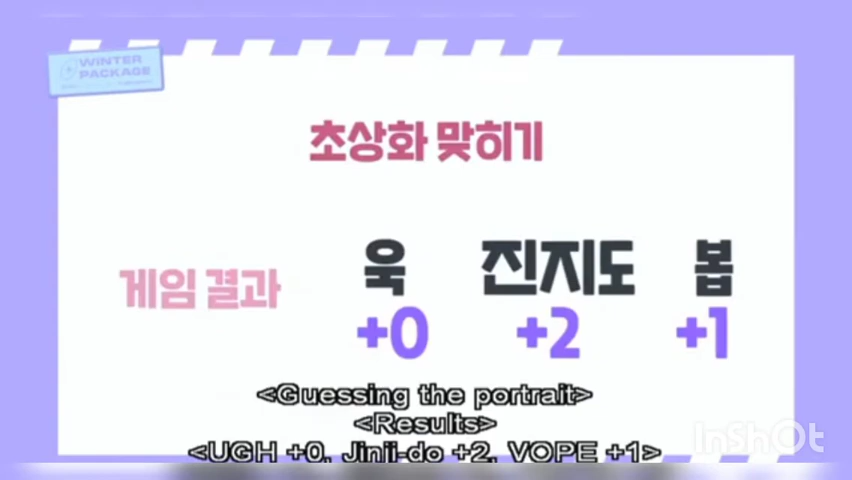 WINTER
PACKAGE
초상화 맞히기
게임 결과
욱 진지도 봅
+0 +2 +1
<Guessing the portrait>
<Results>
<UGH +0, Jinji-do +2, VOPE +1>
InShOt